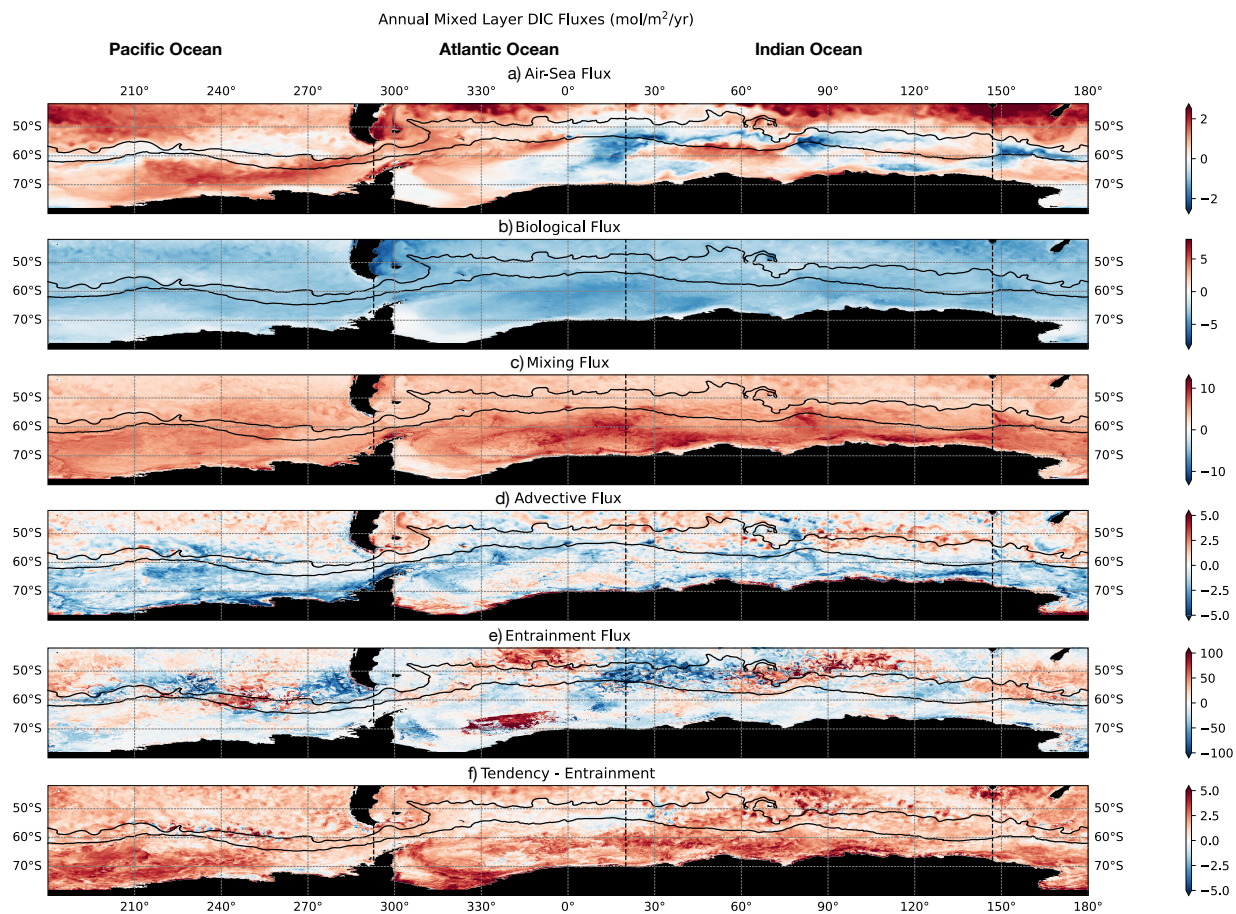 Annual Mixed Layer DIC Fluxes (mol/m²/yr)
Pacific Ocean Atlantic Ocean Indian Ocean
a) Air-Sea Flux
210° 240° 270° 300° 330° 0° 30° 60° 90° 120° 150° 180°
50°S 50°S
60°S 60°S
70°S 70°S
2
0
−2
b) Biological Flux
50°S 50°S
60°S 60°S
70°S 70°S
5
0
−5
c) Mixing Flux
50°S 50°S
60°S 60°S
70°S 70°S
10
0
−10
d) Advective Flux
50°S 50°S
60°S 60°S
70°S 70°S
5.0
2.5
0.0
−2.5
−5.0
e) Entrainment Flux
50°S 50°S
60°S 60°S
70°S 70°S
100
50
0
−50
−100
f) Tendency - Entrainment
50°S 50°S
60°S 60°S
70°S 70°S
5.0
2.5
0.0
−2.5
−5.0
210° 240° 270° 300° 330° 0° 30° 60° 90° 120° 150° 180°